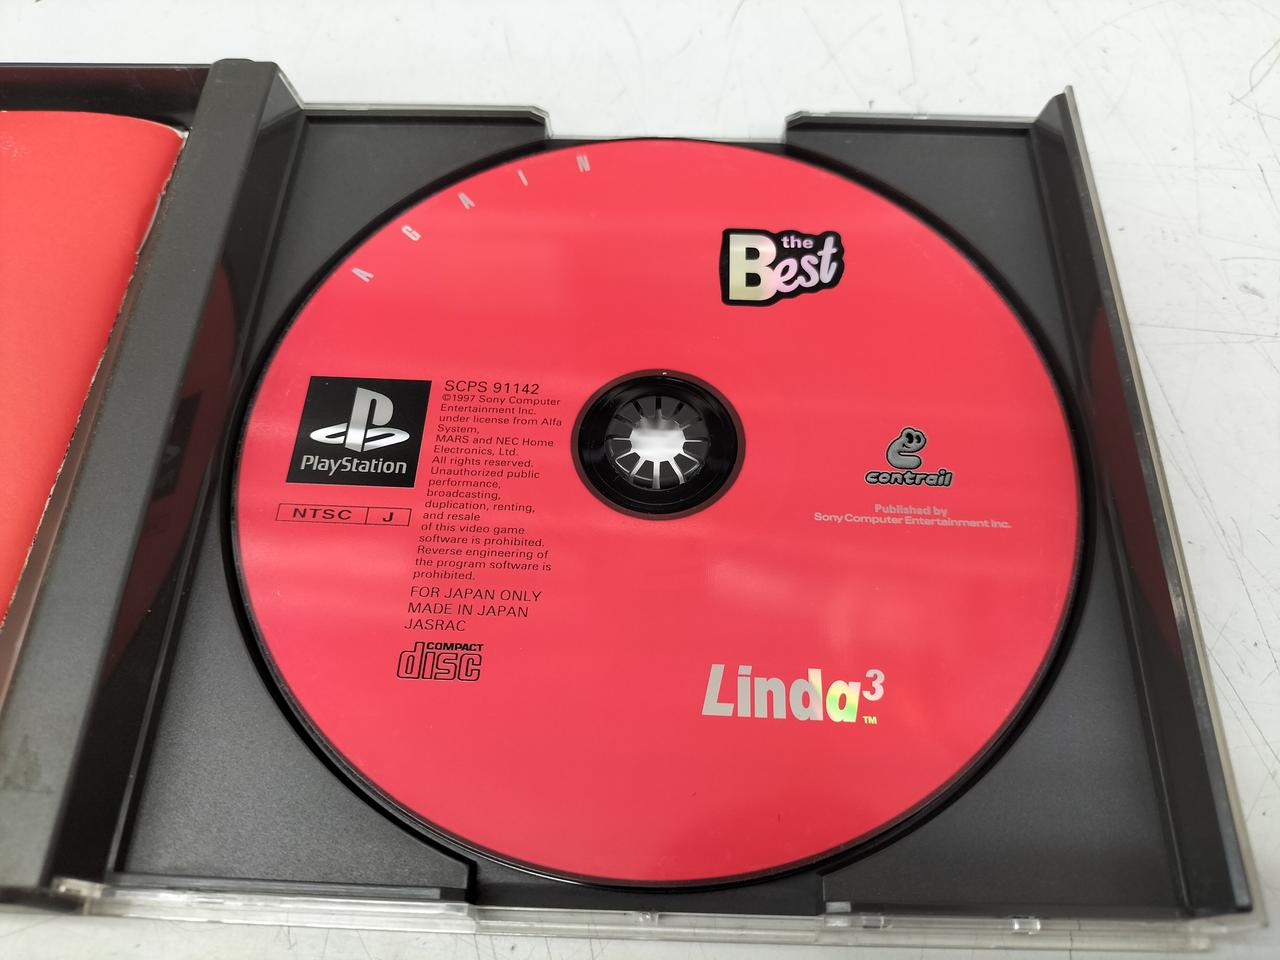 AGAIN
the
Best
PlayStation
NTSC J
SCPS 91142
©1997 Sony Computer
Entertainment Inc.
under license from Alfa
System,
MARS and NEC Home
Electronics, Ltd.
All rights reserved.
Unauthorized public
performance,
broadcasting,
duplication, renting,
and resale
of this video game
software is prohibited.
Reverse engineering of
the program software is
prohibited.
FOR JAPAN ONLY
MADE IN JAPAN
JASRAC
COMPACT
disc
contrail
Published by
Sony Computer Entertainment Inc.
Linda3
TM